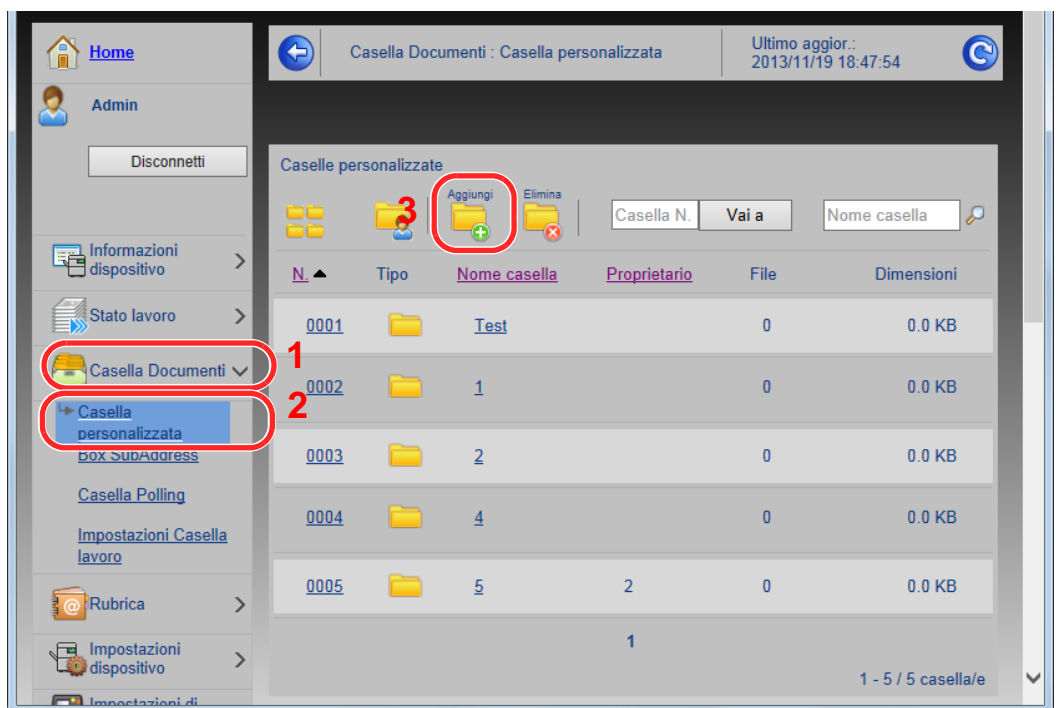 Home
Admin
Disconnetti
Informazioni
dispositivo
Stato lavoro
Casella Documenti
1
Casella
personalizzata
2
Box SubAddress
Casella Polling
Impostazioni Casella
lavoro
Rubrica
Impostazioni
dispositivo
Impostazioni di
Casella Documenti : Casella personalizzata
Ultimo aggior.:
2013/11/19 18:47:54
Caselle personalizzate
3
Aggiungi Elimina
Casella N. Vai a Nome casella
N. Tipo Nome casella Proprietario File Dimensioni
0001 Test 0 0.0 KB
0002 1 0 0.0 KB
0003 2 0 0.0 KB
0004 4 0 0.0 KB
0005 5 2 0 0.0 KB
1
1 - 5 / 5 casella/e